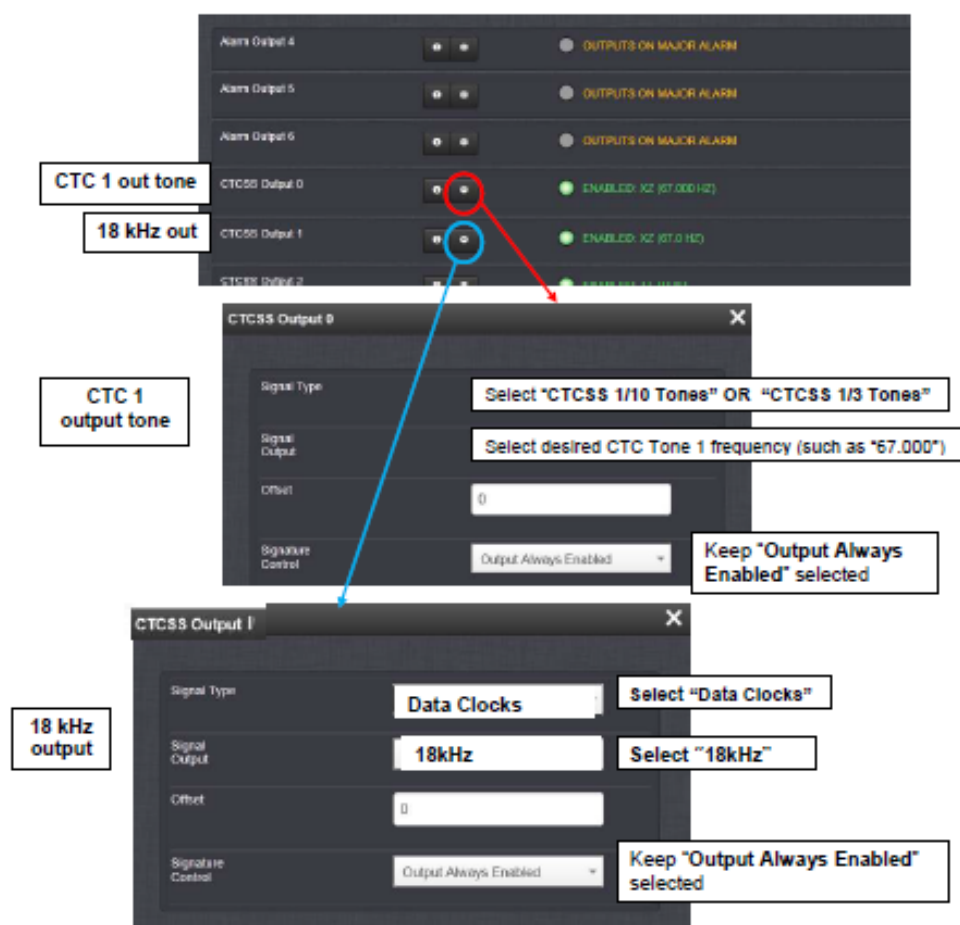 Alarm Output 4
OUTPUTS ON MAJOR ALARM
Alarm Output 5
OUTPUTS ON MAJOR ALARM
Alarm Output 6
OUTPUTS ON MAJOR ALARM
CTC 1 out tone
CTCSS Output 0
ENABLED: XZ (67.000 HZ)
18 kHz out
CTCSS Output 1
ENABLED: XZ (67.0 HZ)
CTCSS Output 2
CTCSS Output 0
CTC 1
output tone
Signal Type
Select "CTCSS 1/10 Tones" OR "CTCSS 1/3 Tones"
Signal
Output
Select desired CTC Tone 1 frequency (such as "67.000")
Offset
0
Signature
Control
Output Always Enabled
Keep "Output Always
Enabled" selected
CTCSS Output
18 kHz
output
Signal Type
Data Clocks
Select "Data Clocks"
Signal
Output
18kHz
Select "18kHz"
Offset
0
Signature
Control
Output Always Enabled
Keep "Output Always Enabled"
selected